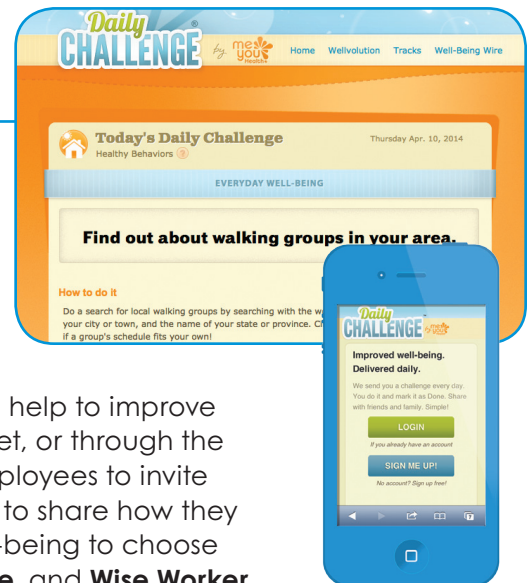 Daily
CHALLENGE ® by me you Health
Home Wellvolution Tracks Well-Being Wire
Today's Daily Challenge
Thursday Apr. 10, 2014
Healthy Behaviors ?
EVERYDAY WELL-BEING
Find out about walking groups in your area.
How to do it
Do a search for local walking groups by searching with the
your city or town, and the name of your state or province.
if a group's schedule fits your own!
Daily
CHALLENGE by me you
Improved well-being.
Delivered daily.
We send you a challenge every day.
You do it and mark it as Done. Share
with friends and family. Simple!
LOGIN
If you already have an account
SIGN ME UP!
No account? Sign up free!
help to improve
et, or through the
ployees to invite
to share how they
-being to choose
e, and Wise Worker